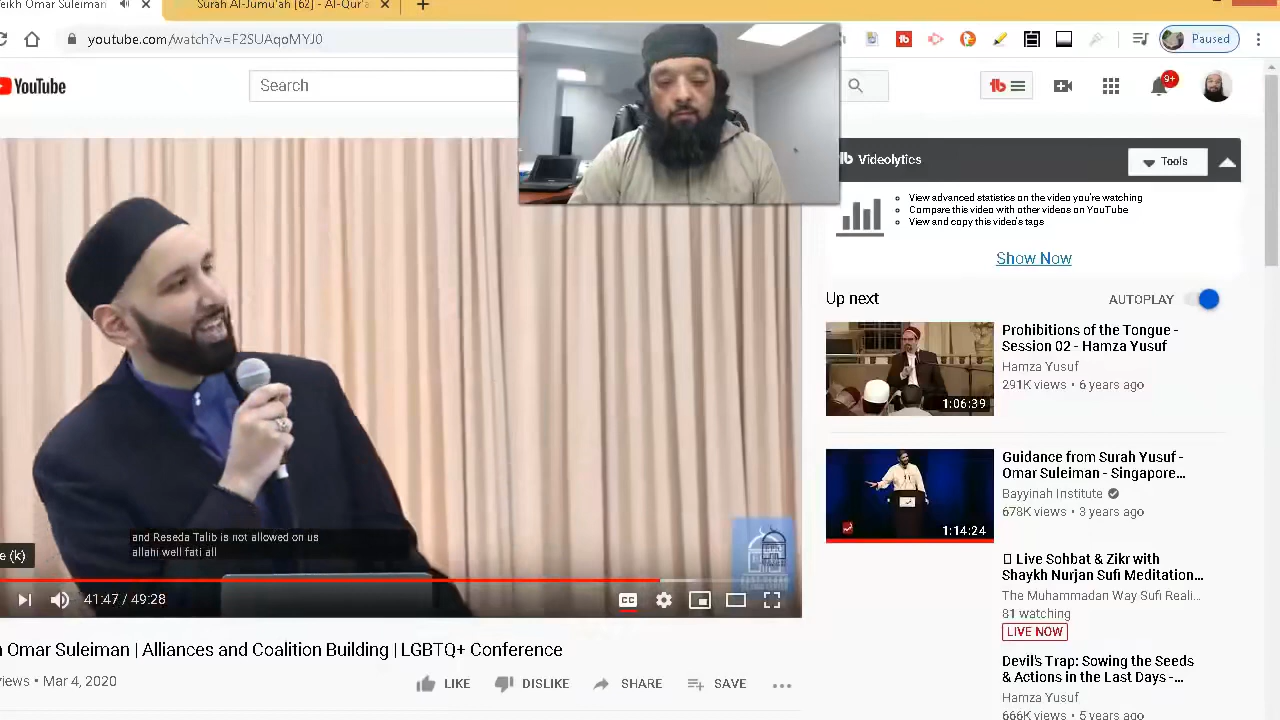 eikh Omar Suleiman
Surah Al-Jumu'ah [62] - Al-Qur'a
youtube.com/watch?v=F2SUAqoMYJ0
Paused
YouTube
Search
9+
Videolytics
Tools
View advanced statistics on the video you're watching
Compare this video with other videos on YouTube
View and copy this video's tags
Show Now
Up next
AUTOPLAY
Prohibitions of the Tongue -
Session 02 - Hamza Yusuf
Hamza Yusuf
291K views • 6 years ago
1:06:39
Guidance from Surah Yusuf -
Omar Suleiman - Singapore...
Bayyinah Institute
678K views • 3 years ago
1:14:24
Live Sohbat & Zikr with
Shaykh Nurjan Sufi Meditation...
The Muhammadan Way Sufi Reali...
81 watching
LIVE NOW
Devil's Trap: Sowing the Seeds
& Actions in the Last Days -...
Hamza Yusuf
666K views • 5 years ago
and Reseda Talib is not allowed on us
allahi well fati all
e (k)
41:47 / 49:28
CC
n Omar Suleiman | Alliances and Coalition Building | LGBTQ+ Conference
iews • Mar 4, 2020
LIKE
DISLIKE
SHARE
SAVE